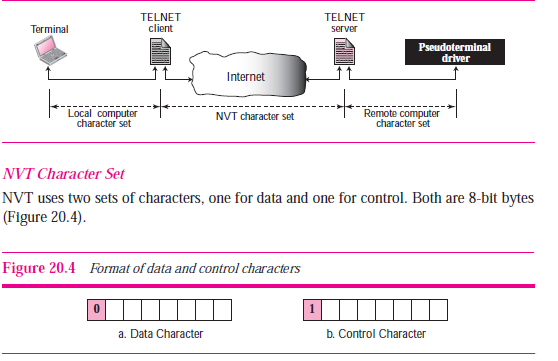 Terminal
TELNET
client
TELNET
server
Pseudoterminal
driver
Internet
Local computer
character set
NVT character set
Remote computer
character set
NVT Character Set
NVT uses two sets of characters, one for data and one for control. Both are 8-bit bytes
(Figure 20.4).
Figure 20.4 Format of data and control characters
0
1
a. Data Character
b. Control Character